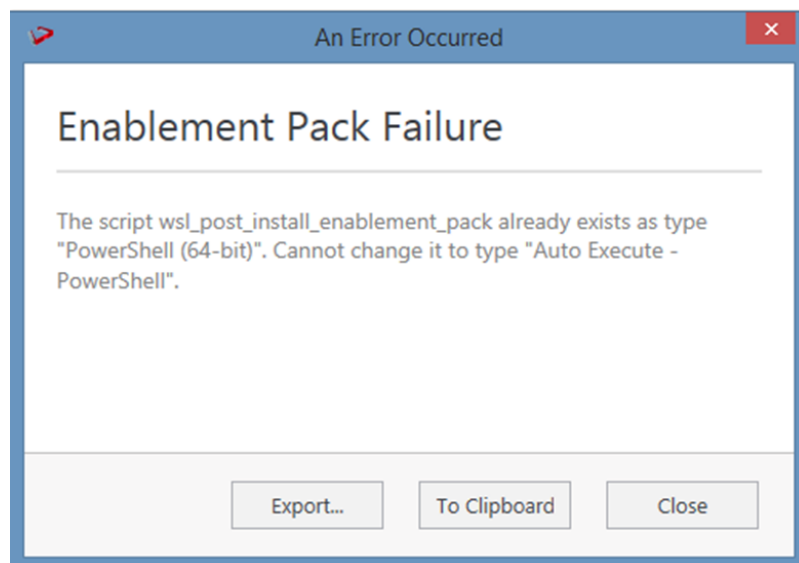 An Error Occurred
Enablement Pack Failure
The script wsl_post_install_enablement_pack already exists as type
"PowerShell (64-bit)". Cannot change it to type "Auto Execute -
PowerShell".
Export...
To Clipboard
Close